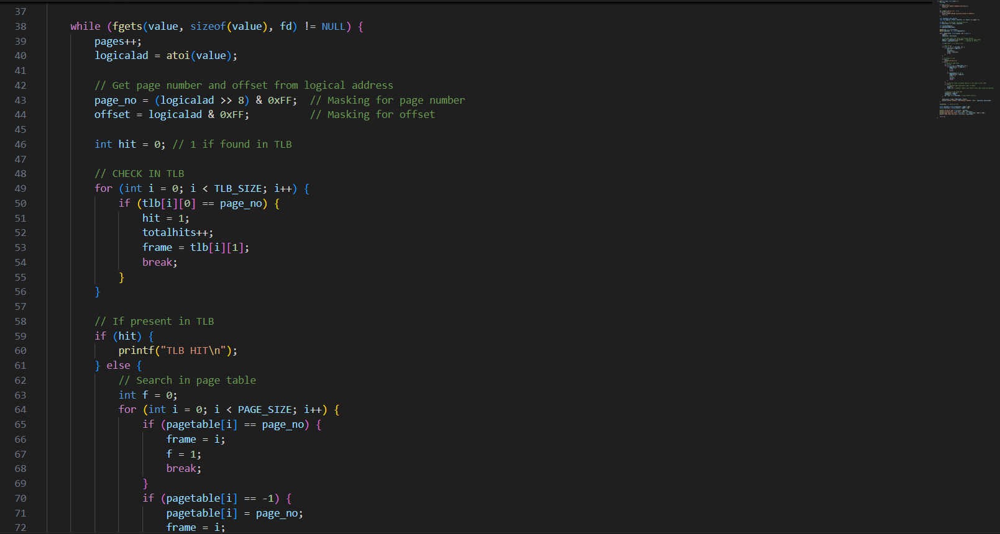 37
38 while (fgets(value, sizeof(value), fd) != NULL) {
39 pages++;
40 logicalad = atoi(value);
41
42 // Get page number and offset from logical address
43 page_no = (logicalad >> 8) & 0xFF;  // Masking for page number
44 offset = logicalad & 0xFF;          // Masking for offset
45
46 int hit = 0; // 1 if found in TLB
47
48 // CHECK IN TLB
49 for (int i = 0; i < TLB_SIZE; i++) {
50 if (tlb[i][0] == page_no) {
51 hit = 1;
52 totalhits++;
53 frame = tlb[i][1];
54 break;
55 }
56 }
57
58 // If present in TLB
59 if (hit) {
60 printf("TLB HIT\n");
61 } else {
62 // Search in page table
63 int f = 0;
64 for (int i = 0; i < PAGE_SIZE; i++) {
65 if (pagetable[i] == page_no) {
66 frame = i;
67 f = 1;
68 break;
69 }
70 if (pagetable[i] == -1) {
71 pagetable[i] = page_no;
72 frame = i;